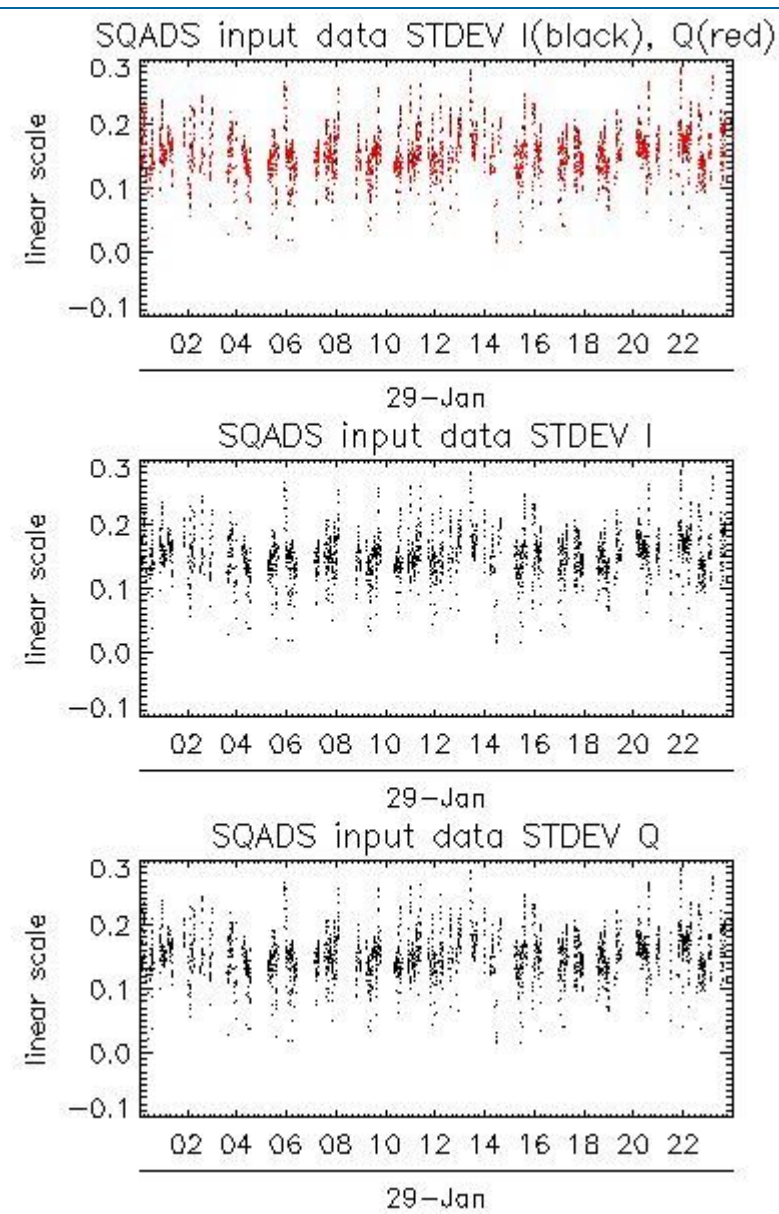 SQADS input data STDEV I(black), Q(red)
0.3
0.2
0.1
0.0
-0.1
linear scale
02 04 06 08 10 12 14 16 18 20 22
29-Jan
SQADS input data STDEV I
0.3
0.2
0.1
0.0
-0.1
linear scale
02 04 06 08 10 12 14 16 18 20 22
29-Jan
SQADS input data STDEV Q
0.3
0.2
0.1
0.0
-0.1
linear scale
02 04 06 08 10 12 14 16 18 20 22
29-Jan